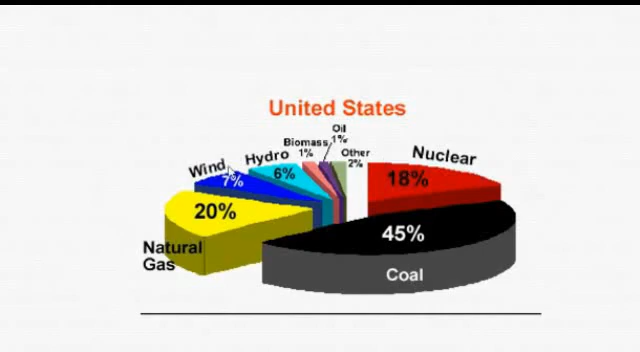 United States
Oil
1%
Biomass
1%
Other
2%
Hydro
6%
Wind
7%
Nuclear
18%
20%
Natural
Gas
45%
Coal